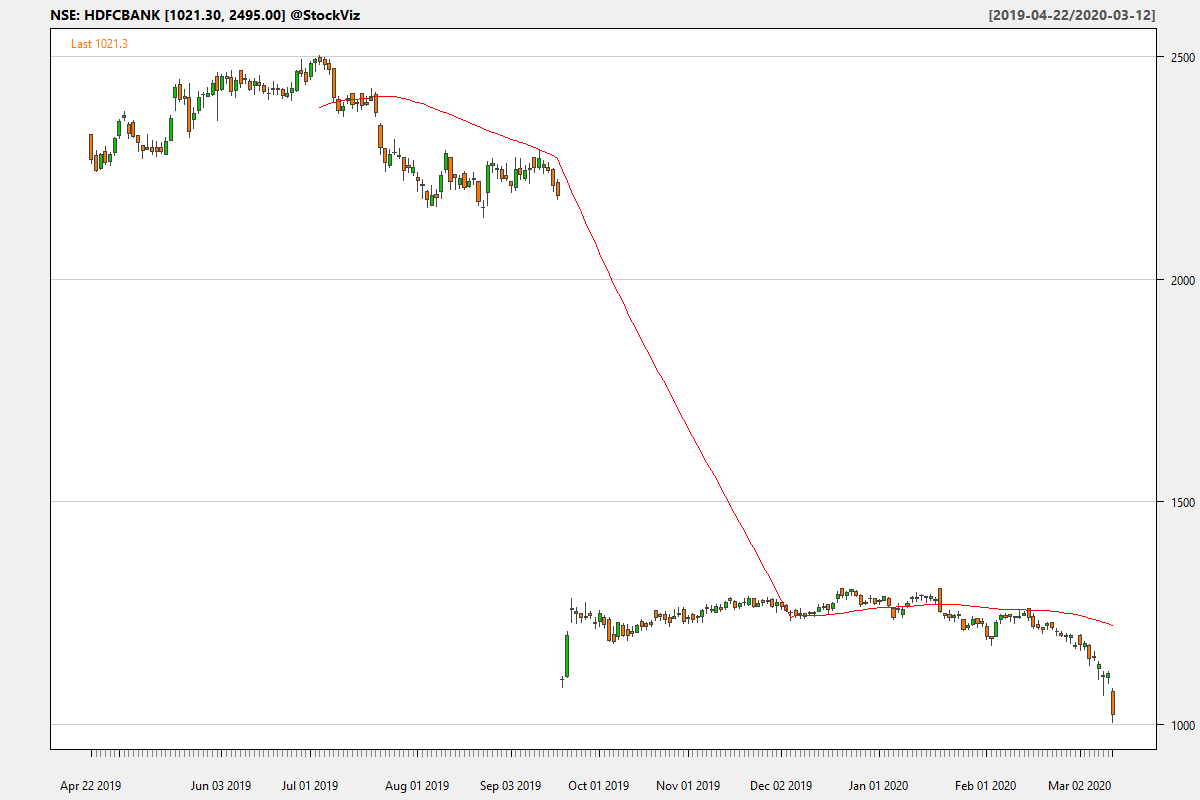 NSE: HDFCBANK [1021.30, 2495.00] @StockViz [2019-04-22/2020-03-12]
Last 1021.3
2500
2000
1500
1000
Apr 22 2019 Jun 03 2019 Jul 01 2019 Aug 01 2019 Sep 03 2019 Oct 01 2019 Nov 01 2019 Dec 02 2019 Jan 01 2020 Feb 01 2020 Mar 02 2020